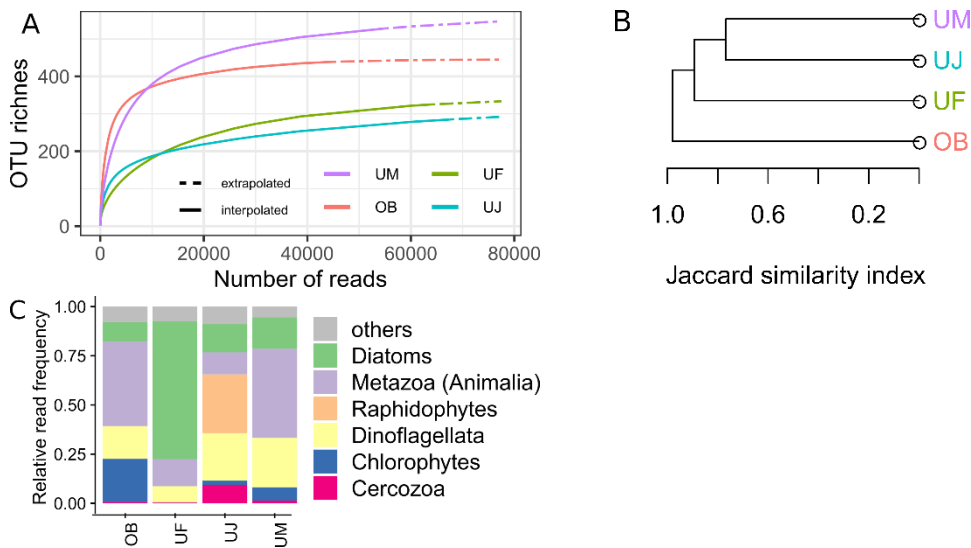 A
OTU richnes
400
200
0
extrapolated
interpolated
UM
OB
UF
UJ
0 20000 40000 60000 80000
Number of reads
B
UM
UJ
UF
OB
1.0 0.6 0.2
Jaccard similarity index
C
Relative read frequency
1.00
0.75
0.50
0.25
0.00
OB UF UJ UM
others
Diatoms
Metazoa (Animalia)
Raphidophytes
Dinoflagellata
Chlorophytes
Cercozoa